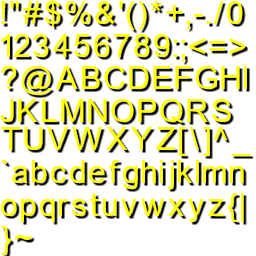 !"#$%&'()*+,-./0
123456789:;<=>
?@ABCDEFGHI
JKLMNOPQRS
TUVWXYZ[\]^_
`abcdefghijklmn
opqrstuvwxyz{|
}~